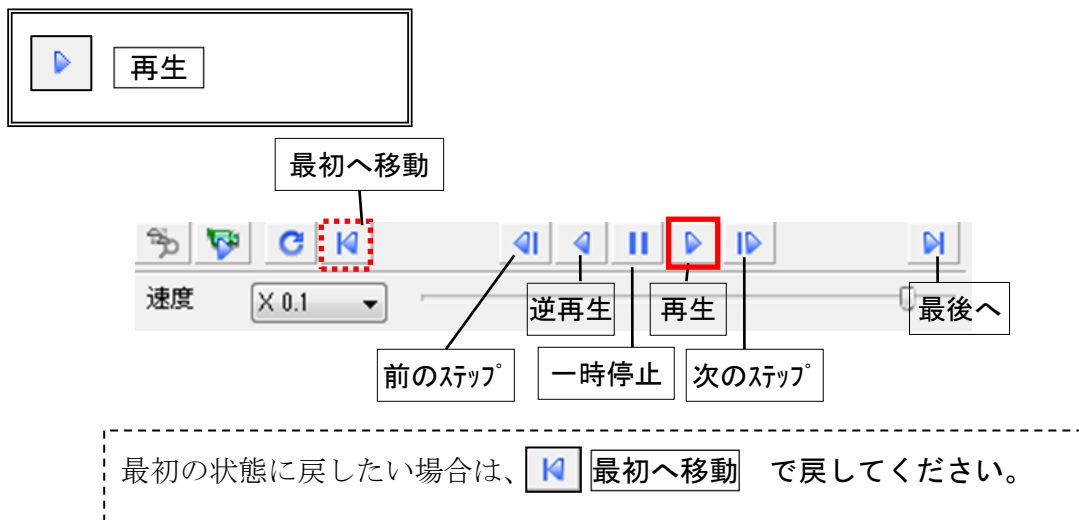 再生
最初へ移動
速度
X 0.1
逆再生
再生
最後へ
前のｽﾃｯﾌﾟ
一時停止
次のｽﾃｯﾌﾟ
最初の状態に戻したい場合は、最初へ移動 で戻してください。